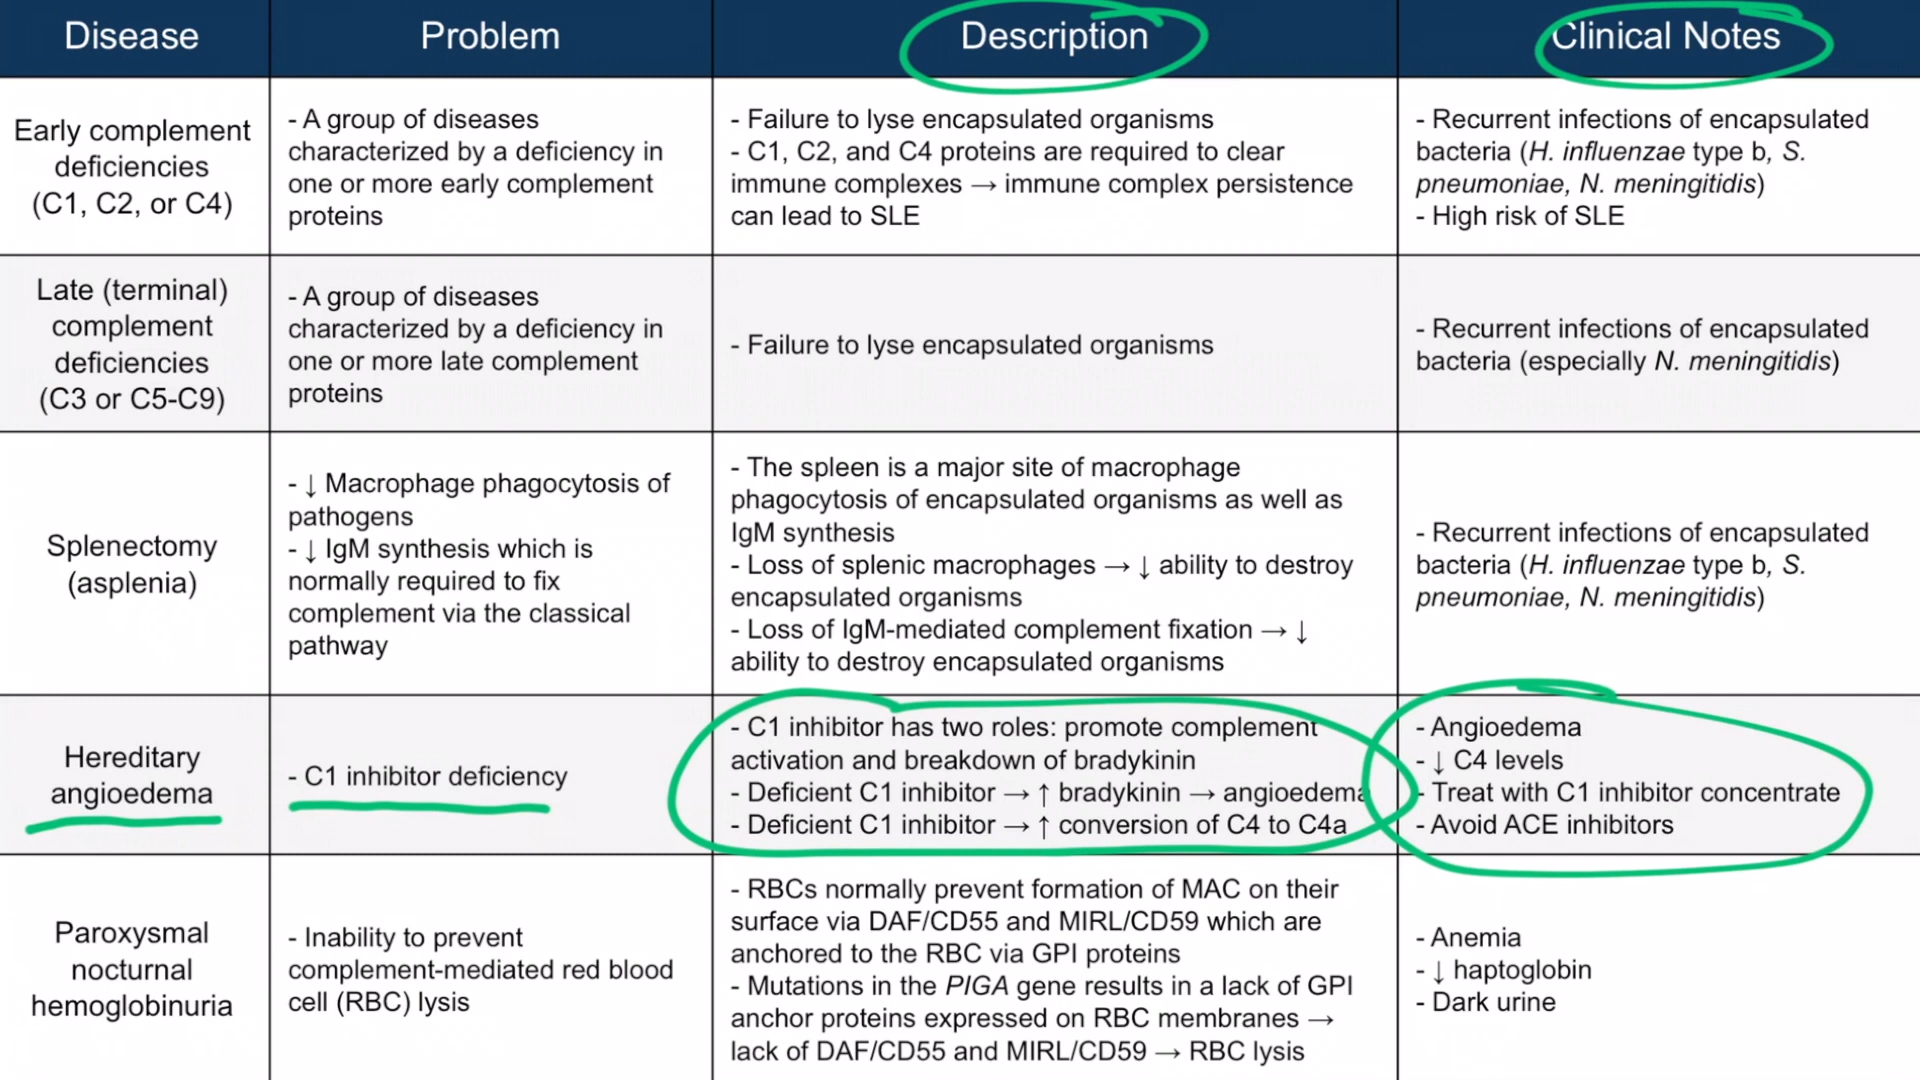 Disease
Problem
Description
Clinical Notes
Early complement
deficiencies
(C1, C2, or C4)
- A group of diseases
characterized by a deficiency in
one or more early complement
proteins
- Failure to lyse encapsulated organisms
- C1, C2, and C4 proteins are required to clear
immune complexes → immune complex persistence
can lead to SLE
- Recurrent infections of encapsulated
bacteria (H. influenzae type b, S.
pneumoniae, N. meningitidis)
- High risk of SLE
Late (terminal)
complement
deficiencies
(C3 or C5-C9)
- A group of diseases
characterized by a deficiency in
one or more late complement
proteins
- Failure to lyse encapsulated organisms
- Recurrent infections of encapsulated
bacteria (especially N. meningitidis)
Splenectomy
(asplenia)
- ↓ Macrophage phagocytosis of
pathogens
- ↓ IgM synthesis which is
normally required to fix
complement via the classical
pathway
- The spleen is a major site of macrophage
phagocytosis of encapsulated organisms as well as
IgM synthesis
- Loss of splenic macrophages → ↓ ability to destroy
encapsulated organisms
- Loss of IgM-mediated complement fixation → ↓
ability to destroy encapsulated organisms
- Recurrent infections of encapsulated
bacteria (H. influenzae type b, S.
pneumoniae, N. meningitidis)
Hereditary
angioedema
- C1 inhibitor deficiency
- C1 inhibitor has two roles: promote complement
activation and breakdown of bradykinin
- Deficient C1 inhibitor → ↑ bradykinin → angioedema
- Deficient C1 inhibitor → ↑ conversion of C4 to C4a
- Angioedema
- ↓ C4 levels
- Treat with C1 inhibitor concentrate
- Avoid ACE inhibitors
Paroxysmal
nocturnal
hemoglobinuria
- Inability to prevent
complement-mediated red blood
cell (RBC) lysis
- RBCs normally prevent formation of MAC on their
surface via DAF/CD55 and MIRL/CD59 which are
anchored to the RBC via GPI proteins
- Mutations in the PIGA gene results in a lack of GPI
anchor proteins expressed on RBC membranes →
lack of DAF/CD55 and MIRL/CD59 → RBC lysis
- Anemia
- ↓ haptoglobin
- Dark urine